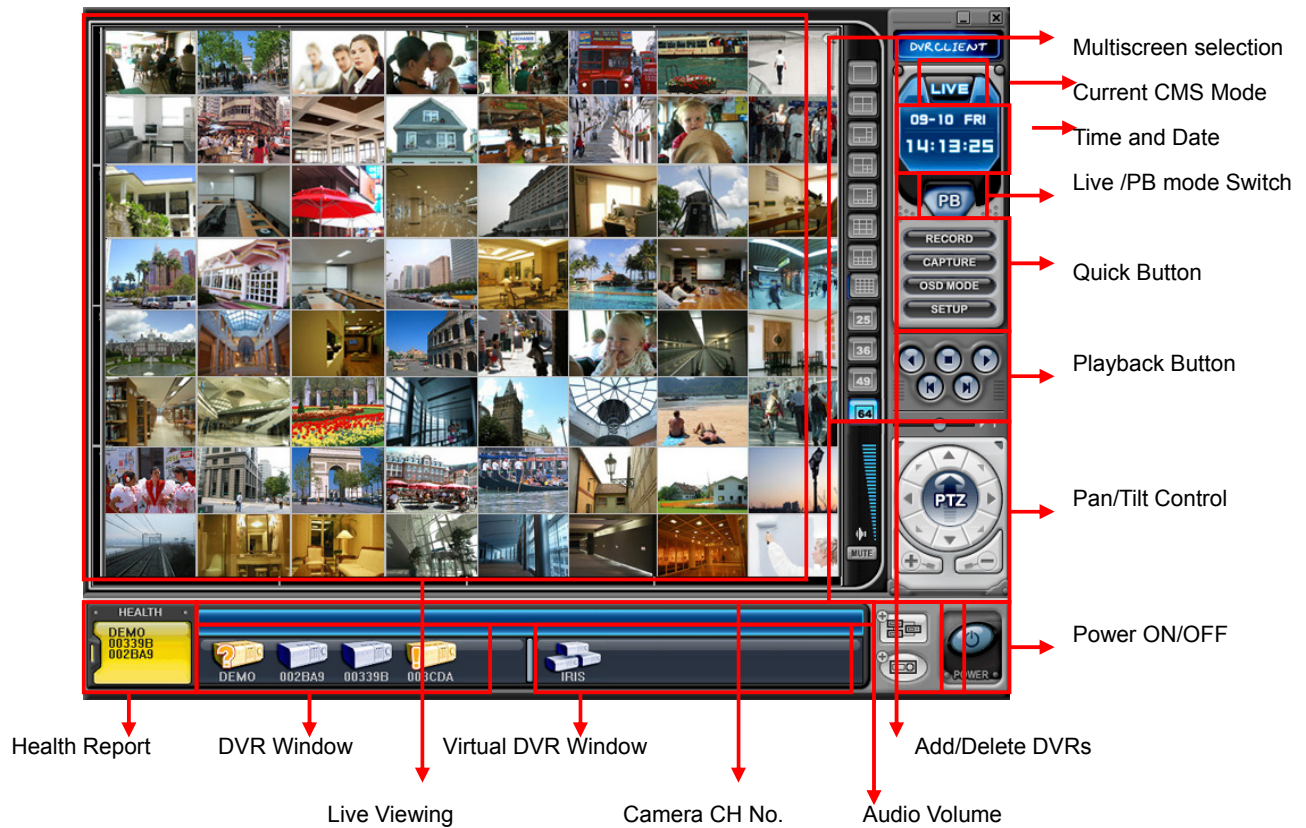 DVRCLIENT
LIVE
09-10 FRI
14:13:25
PB
RECORD
CAPTURE
OSD MODE
SETUP
25
36
49
64
PTZ
MUTE
Multiscreen selection
Current CMS Mode
Time and Date
Live /PB mode Switch
Quick Button
Playback Button
Pan/Tilt Control
Power ON/OFF
HEALTH
DEMO
00339B
002BA9
DEMO
002BA9
00339B
003CDA
IRIS
POWER
Health Report
DVR Window
Virtual DVR Window
Add/Delete DVRs
Live Viewing
Camera CH No.
Audio Volume